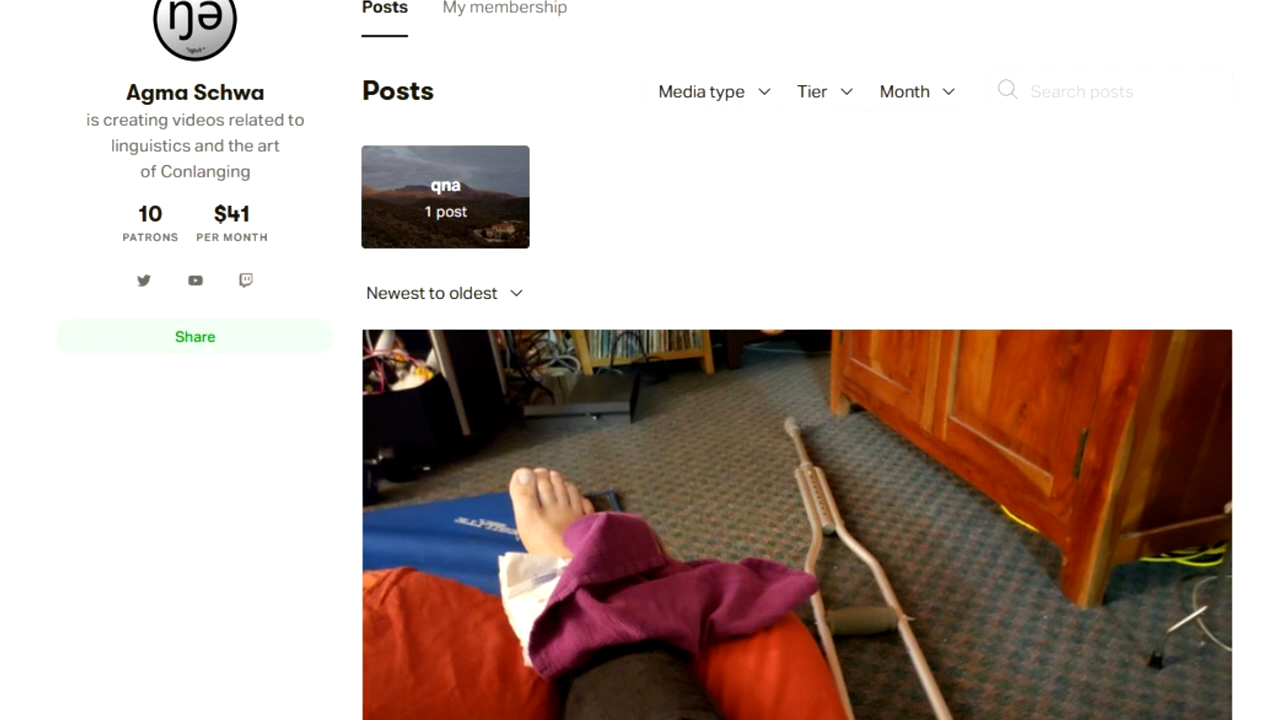 Posts
My membership
ŋə
"ŋə"
Agma Schwa
is creating videos related to
linguistics and the art
of Conlanging
10
$41
PATRONS
PER MONTH
Share
Posts
Media type
Tier
Month
Search posts
qna
1 post
Newest to oldest